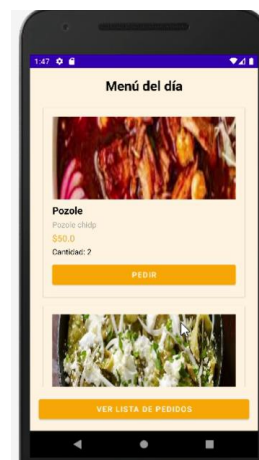 1:47
Menú del día
Pozole
Pozole chido
$50.0
Cantidad: 2
PEDIR
VER LISTA DE PEDIDOS